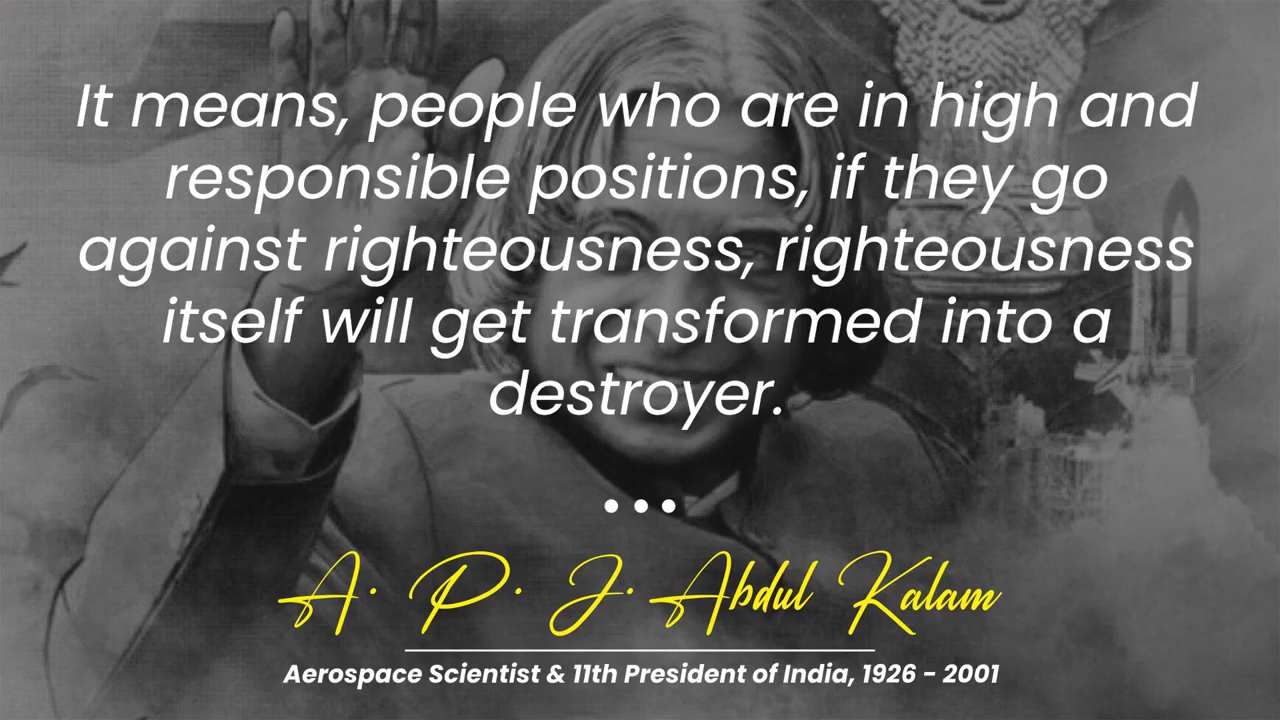 It means, people who are in high and
responsible positions, if they go
against righteousness, righteousness
itself will get transformed into a
destroyer.
•••
A. P. J. Abdul Kalam
Aerospace Scientist & 11th President of India, 1926 - 2001